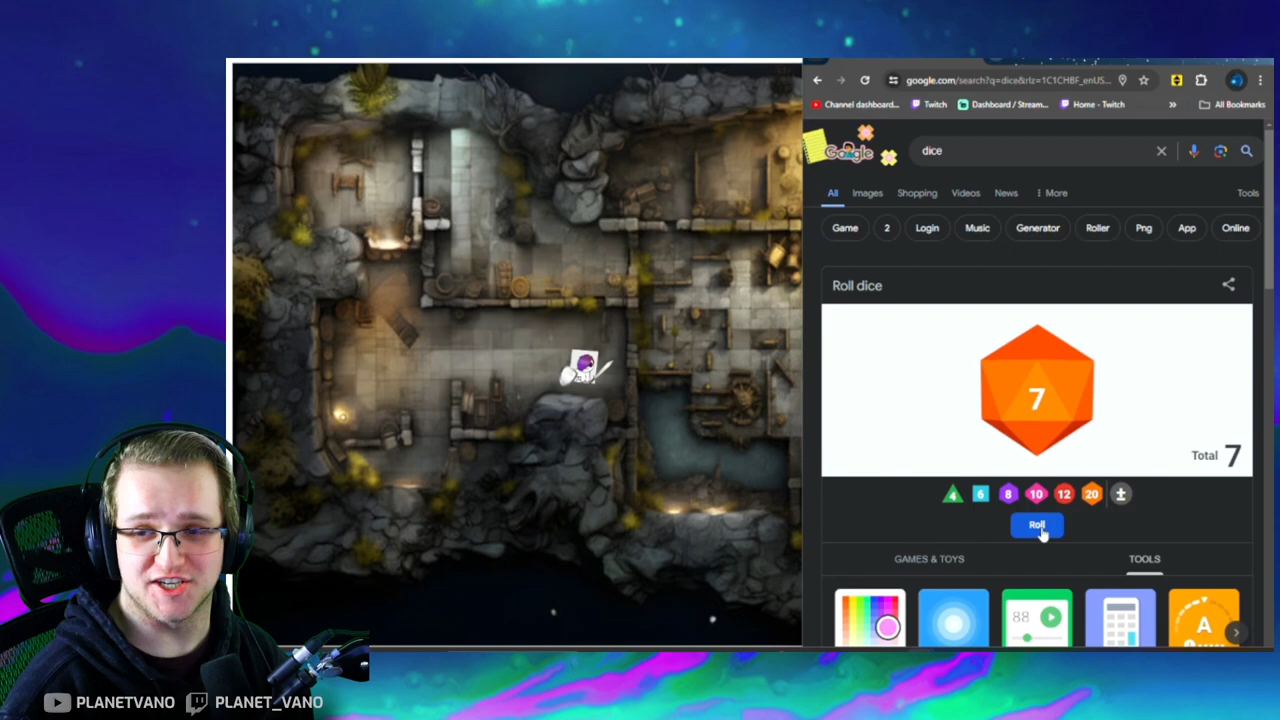 google.com/search?q=dice&rlz=1C1CHBF_enUS...
Channel dashboard... Twitch Dashboard / Stream... Home - Twitch » All Bookmarks
Google dice
All Images Shopping Videos News More Tools
Game 2 Login Music Generator Roller Png App Online
Roll dice
7
Total 7
4 6 8 10 12 20 ±
Roll
GAMES & TOYS TOOLS
88 A
PLANETVANO PLANET_VANO